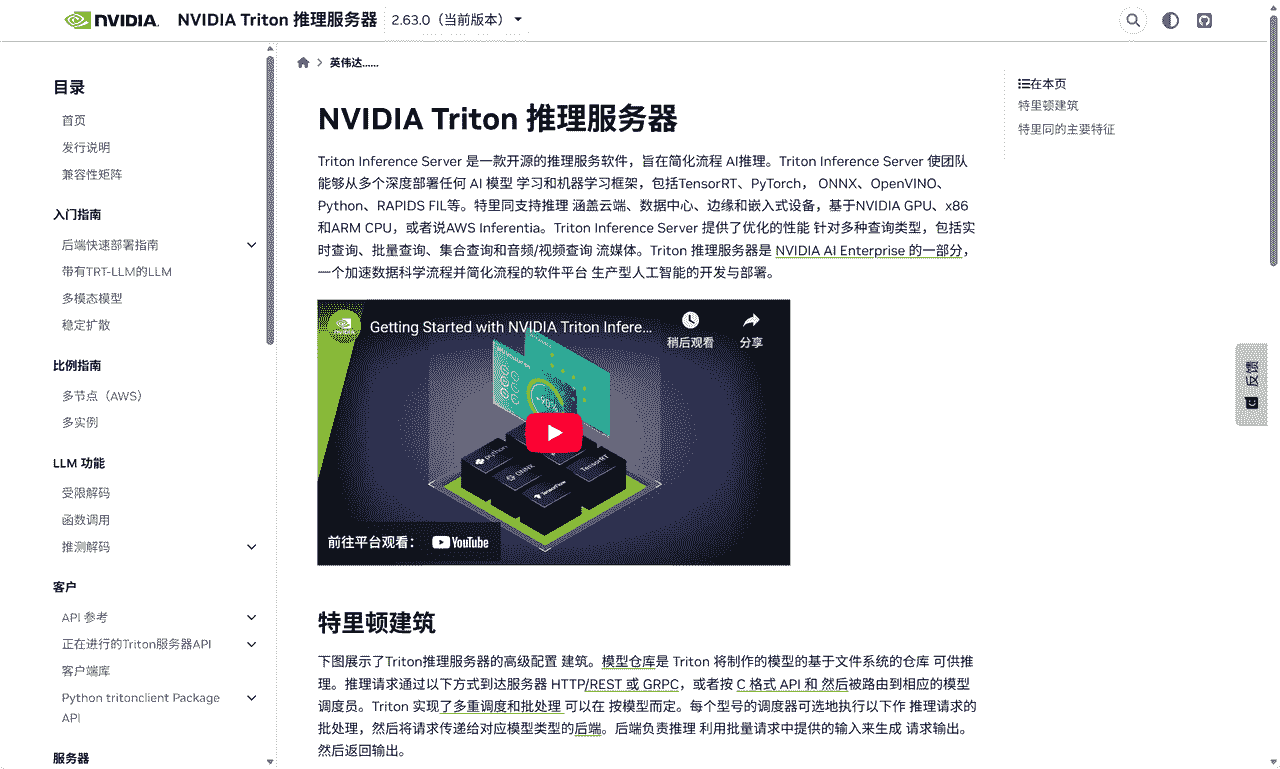 NVIDIA. NVIDIA Triton 推理服务器 2.63.0（当前版本）
目录
首页
发行说明
兼容性矩阵
入门指南
后端快速部署指南
带有TRT-LLM的LLM
多模态模型
稳定扩散
比例指南
多节点（AWS）
多实例
LLM 功能
受限解码
函数调用
推测解码
客户
API 参考
正在进行的Triton服务器API
客户端库
Python tritonclient Package
API
服务器
英伟达......
NVIDIA Triton 推理服务器
Triton Inference Server 是一款开源的推理服务软件，旨在简化流程 AI推理。Triton Inference Server 使团队
能够从多个深度部署任何 AI 模型 学习和机器学习框架，包括TensorRT、PyTorch， ONNX、OpenVINO、
Python、RAPIDS FIL等。特里同支持推理 涵盖云端、数据中心、边缘和嵌入式设备，基于NVIDIA GPU、x86
和ARM CPU，或者说AWS Inferentia。Triton Inference Server 提供了优化的性能 针对多种查询类型，包括实
时查询、批量查询、集合查询和音频/视频查询 流媒体。Triton 推理服务器是 NVIDIA AI Enterprise 的一部分，
一个加速数据科学流程并简化流程的软件平台 生产型人工智能的开发与部署。
Getting Started with NVIDIA Triton Infere...
稍后观看
分享
python
ONNX
TensorRT
TensorFlow
90%
前往平台观看： YouTube
特里顿建筑
下图展示了Triton推理服务器的高级配置 建筑。模型仓库是 Triton 将制作的模型的基于文件系统的仓库 可供推
理。推理请求通过以下方式到达服务器 HTTP/REST 或 GRPC，或者按 C 格式 API 和 然后被路由到相应的模型
调度员。Triton 实现了多重调度和批处理 可以在 按模型而定。每个型号的调度器可选地执行以下作 推理请求的
批处理，然后将请求传递给对应模型类型的后端。后端负责推理 利用批量请求中提供的输入来生成 请求输出。
然后返回输出。
在本页
特里顿建筑
特里同的主要特征
反馈